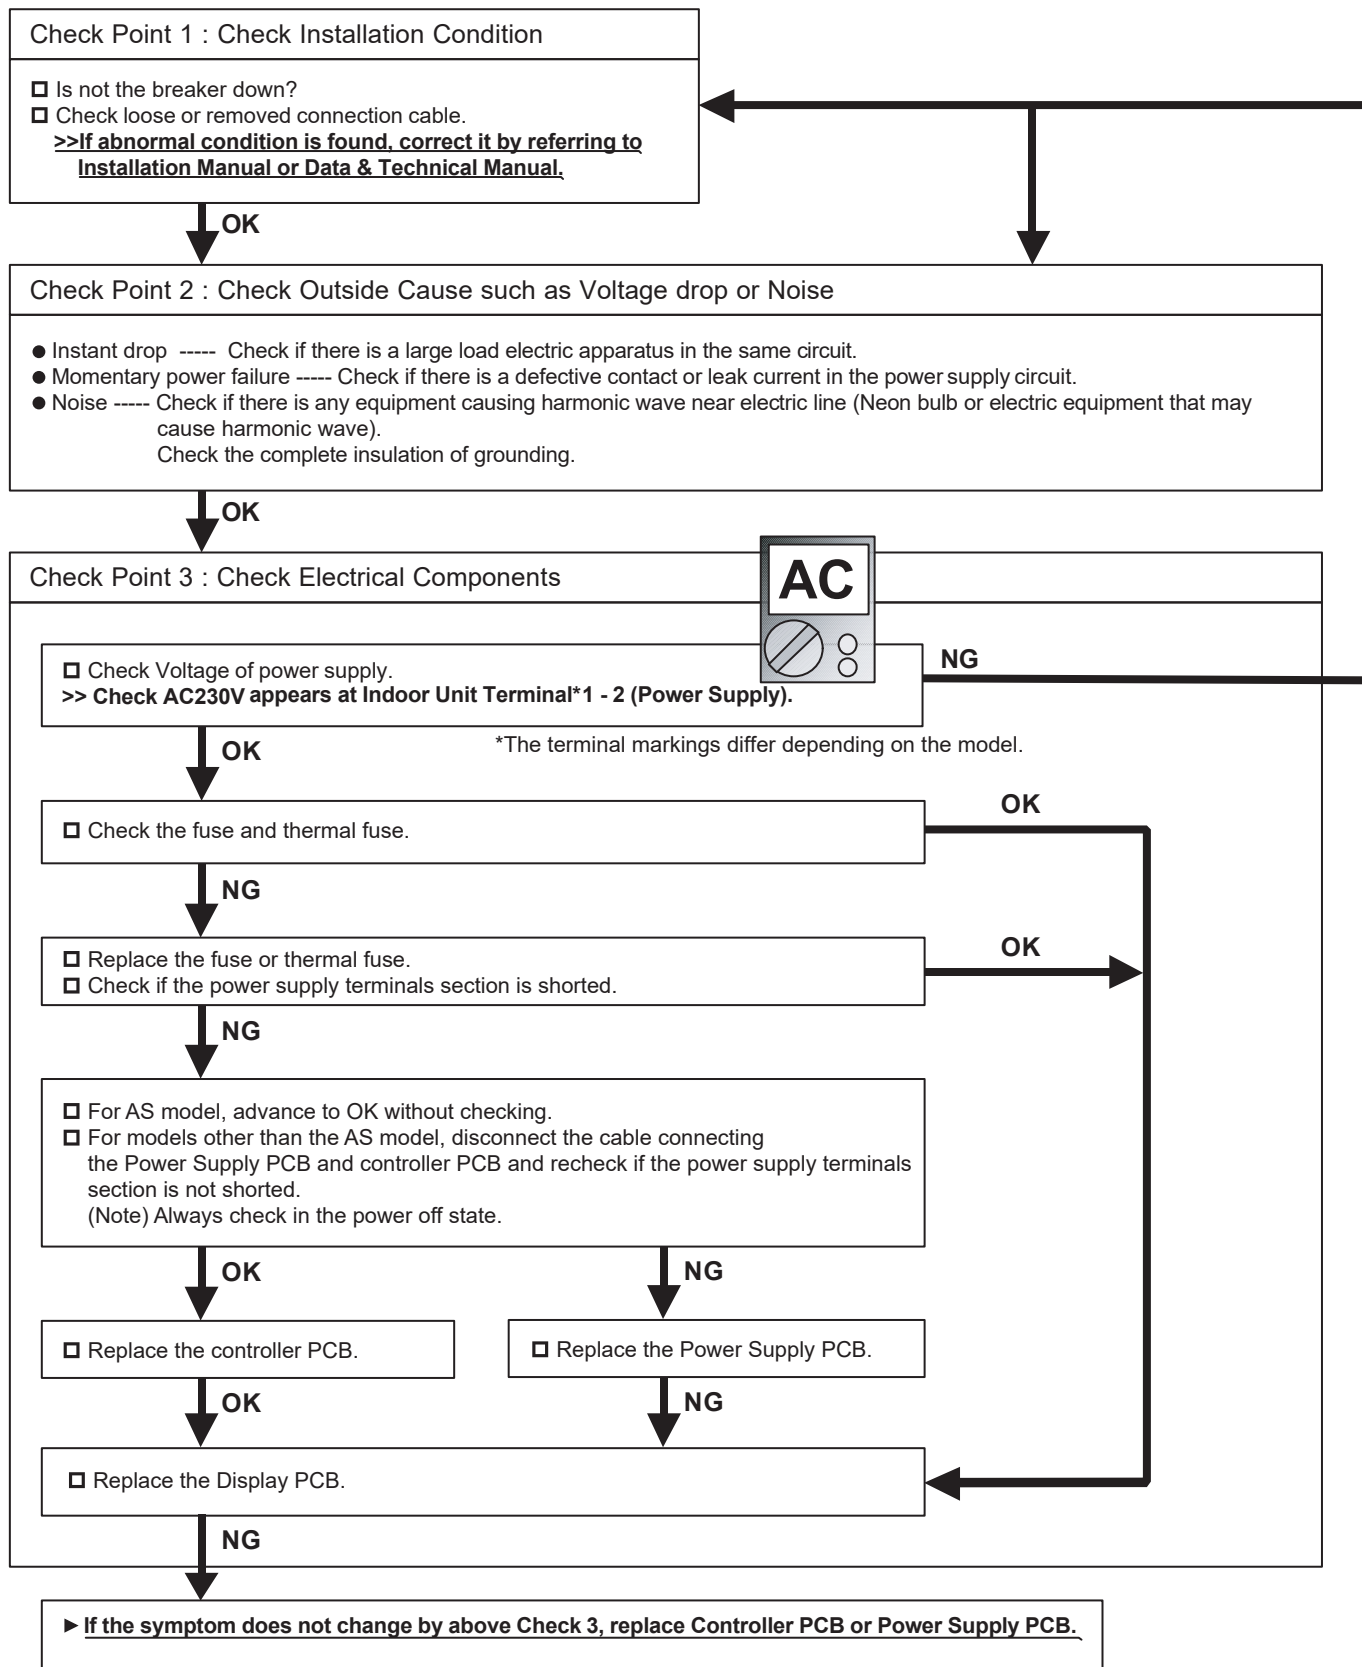 Check Point 1 : Check Installation Condition
Is not the breaker down?
Check loose or removed connection cable.
>>If abnormal condition is found, correct it by referring to
Installation Manual or Data & Technical Manual.
OK
Check Point 2 : Check Outside Cause such as Voltage drop or Noise
● Instant drop ----- Check if there is a large load electric apparatus in the same circuit.
● Momentary power failure ----- Check if there is a defective contact or leak current in the power supply circuit.
● Noise ----- Check if there is any equipment causing harmonic wave near electric line (Neon bulb or electric equipment that may
cause harmonic wave).
Check the complete insulation of grounding.
OK
Check Point 3 : Check Electrical Components
AC
Check Voltage of power supply.
>> Check AC230V appears at Indoor Unit Terminal*1 - 2 (Power Supply).
NG
OK
*The terminal markings differ depending on the model.
Check the fuse and thermal fuse.
OK
NG
Replace the fuse or thermal fuse.
Check if the power supply terminals section is shorted.
OK
NG
For AS model, advance to OK without checking.
For models other than the AS model, disconnect the cable connecting
the Power Supply PCB and controller PCB and recheck if the power supply terminals
section is not shorted.
(Note) Always check in the power off state.
OK
NG
Replace the controller PCB.
Replace the Power Supply PCB.
OK
NG
Replace the Display PCB.
NG
► If the symptom does not change by above Check 3, replace Controller PCB or Power Supply PCB.